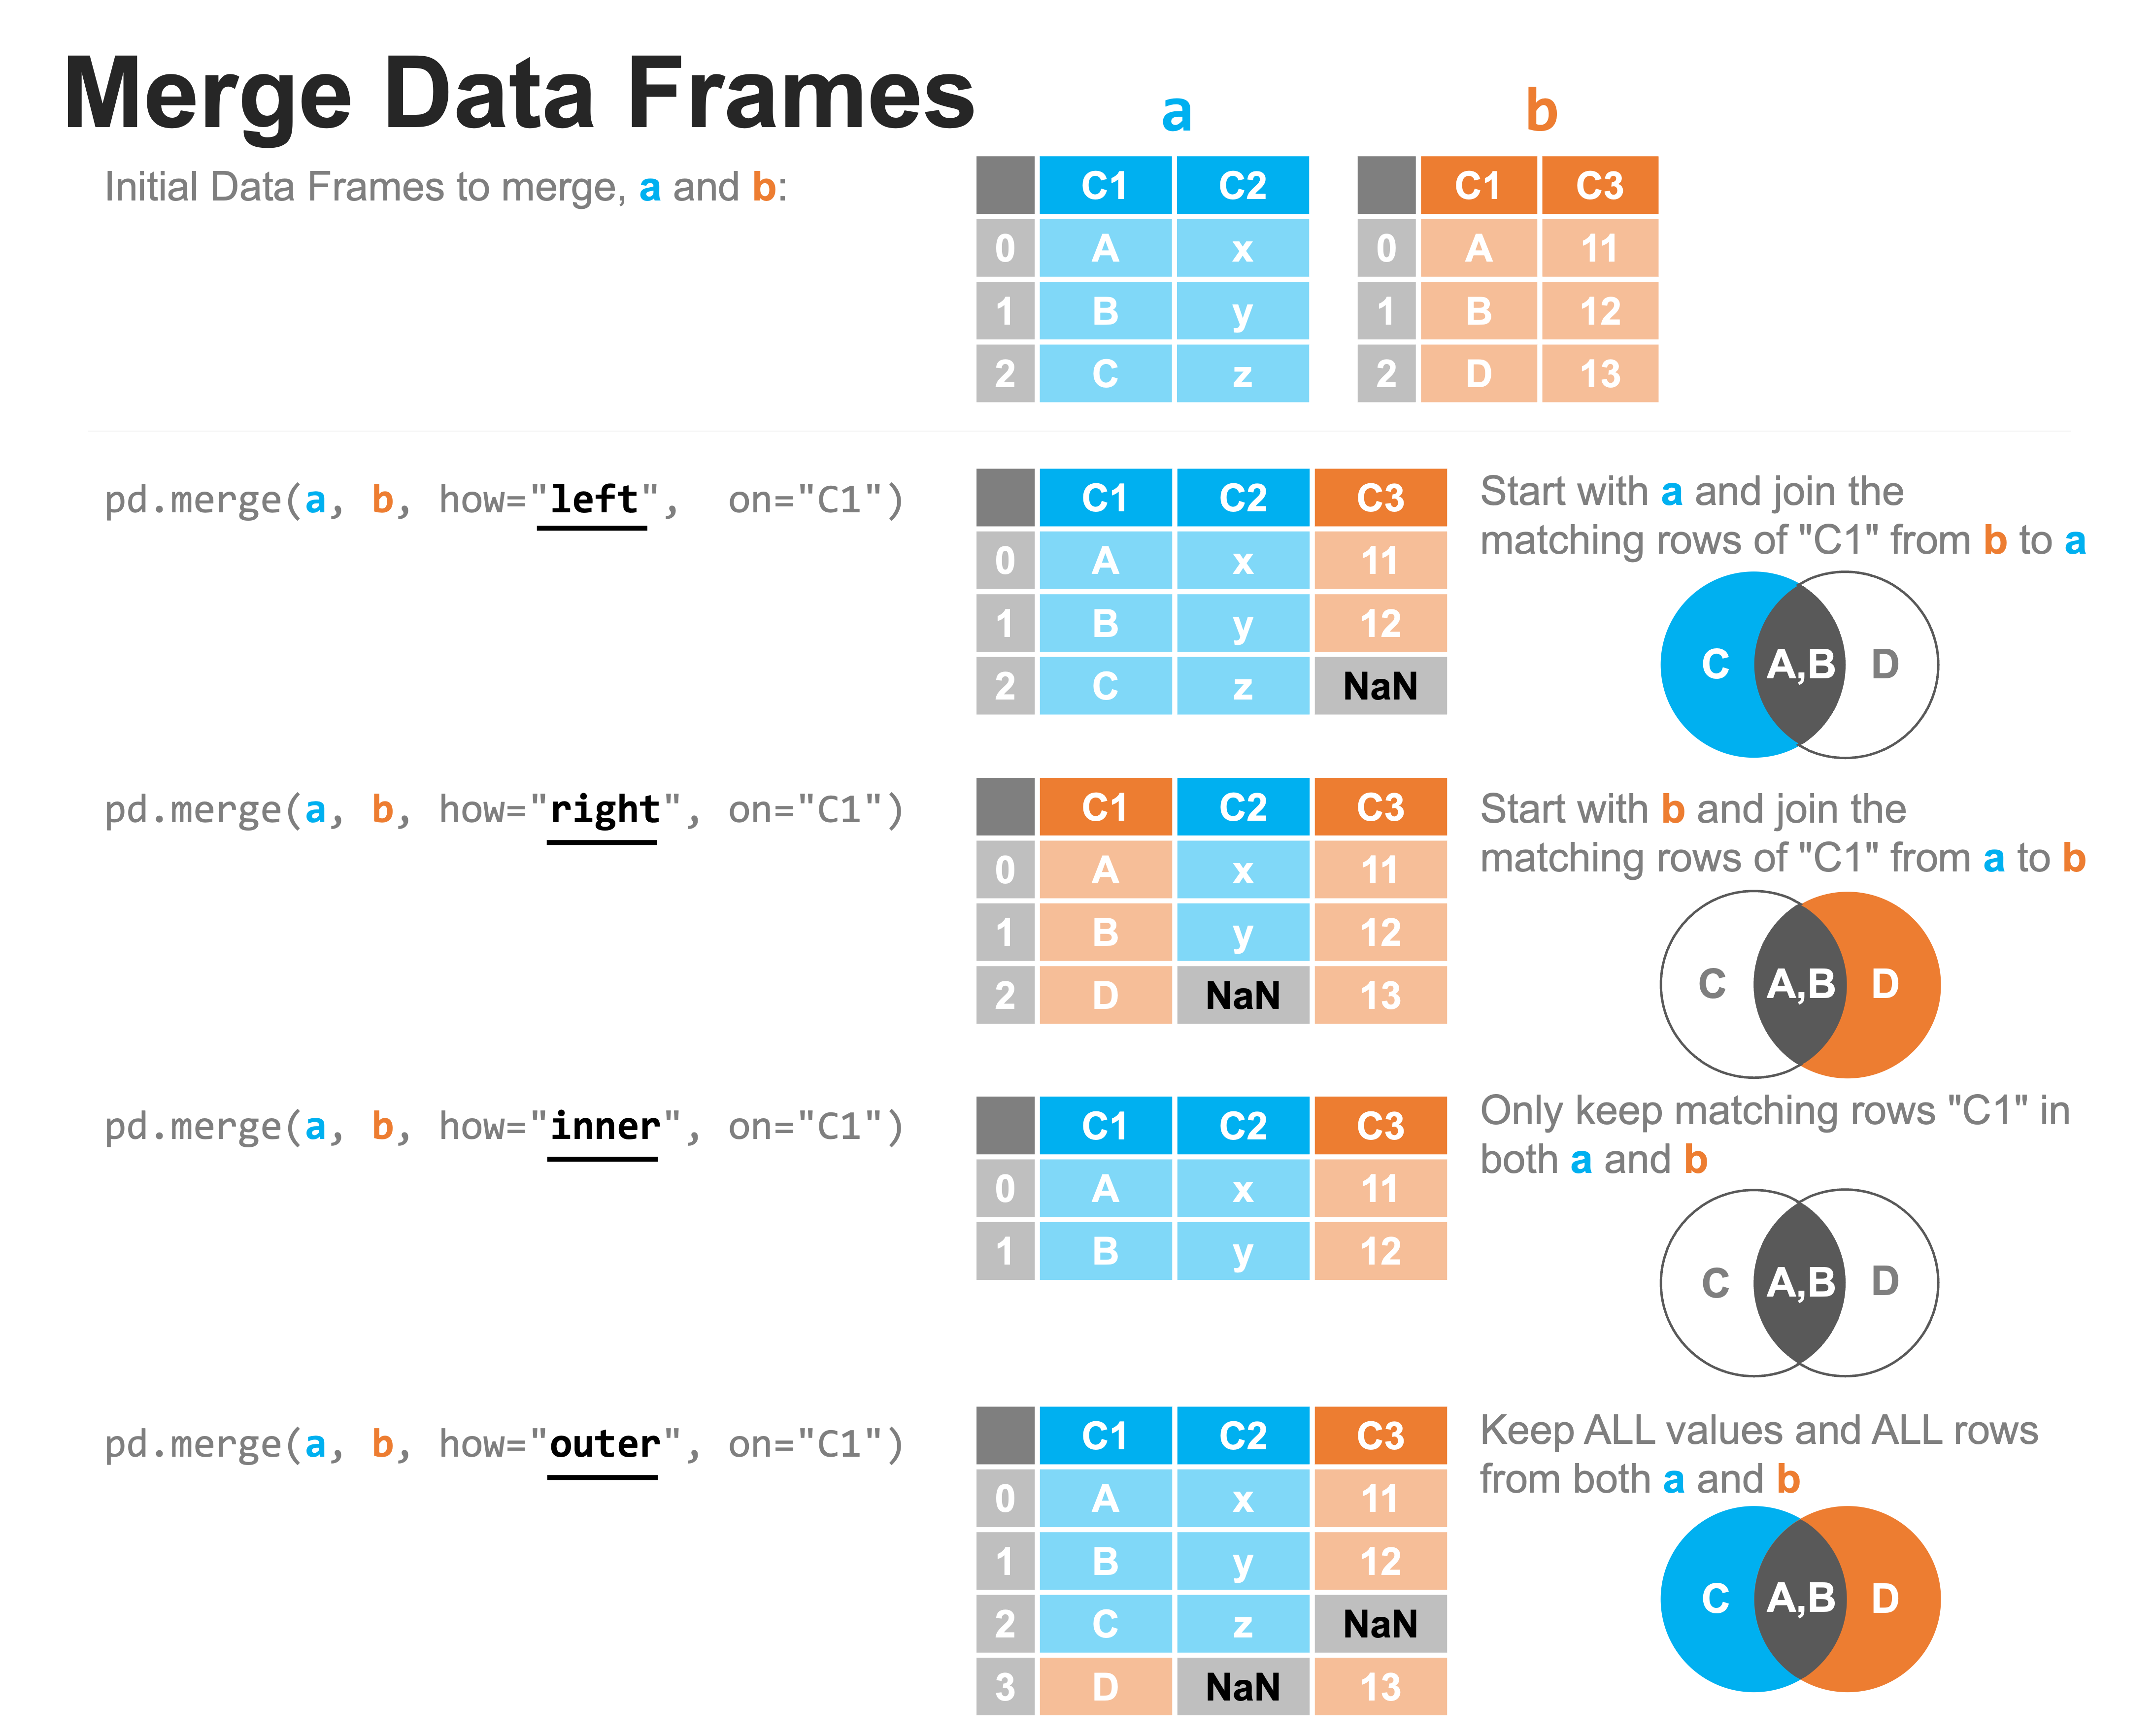 Merge Data Frames
Initial Data Frames to merge, a and b:
a
C1 C2
0 A x
1 B y
2 C z
b
C1 C3
0 A 11
1 B 12
2 D 13
pd.merge(a, b, how="left", on="C1")
C1 C2 C3
0 A x 11
1 B y 12
2 C z NaN
Start with a and join the
matching rows of "C1" from b to a
C A,B D
pd.merge(a, b, how="right", on="C1")
C1 C2 C3
0 A x 11
1 B y 12
2 D NaN 13
Start with b and join the
matching rows of "C1" from a to b
C A,B D
pd.merge(a, b, how="inner", on="C1")
C1 C2 C3
0 A x 11
1 B y 12
Only keep matching rows "C1" in
both a and b
C A,B D
pd.merge(a, b, how="outer", on="C1")
C1 C2 C3
0 A x 11
1 B y 12
2 C z NaN
3 D NaN 13
Keep ALL values and ALL rows
from both a and b
C A,B D